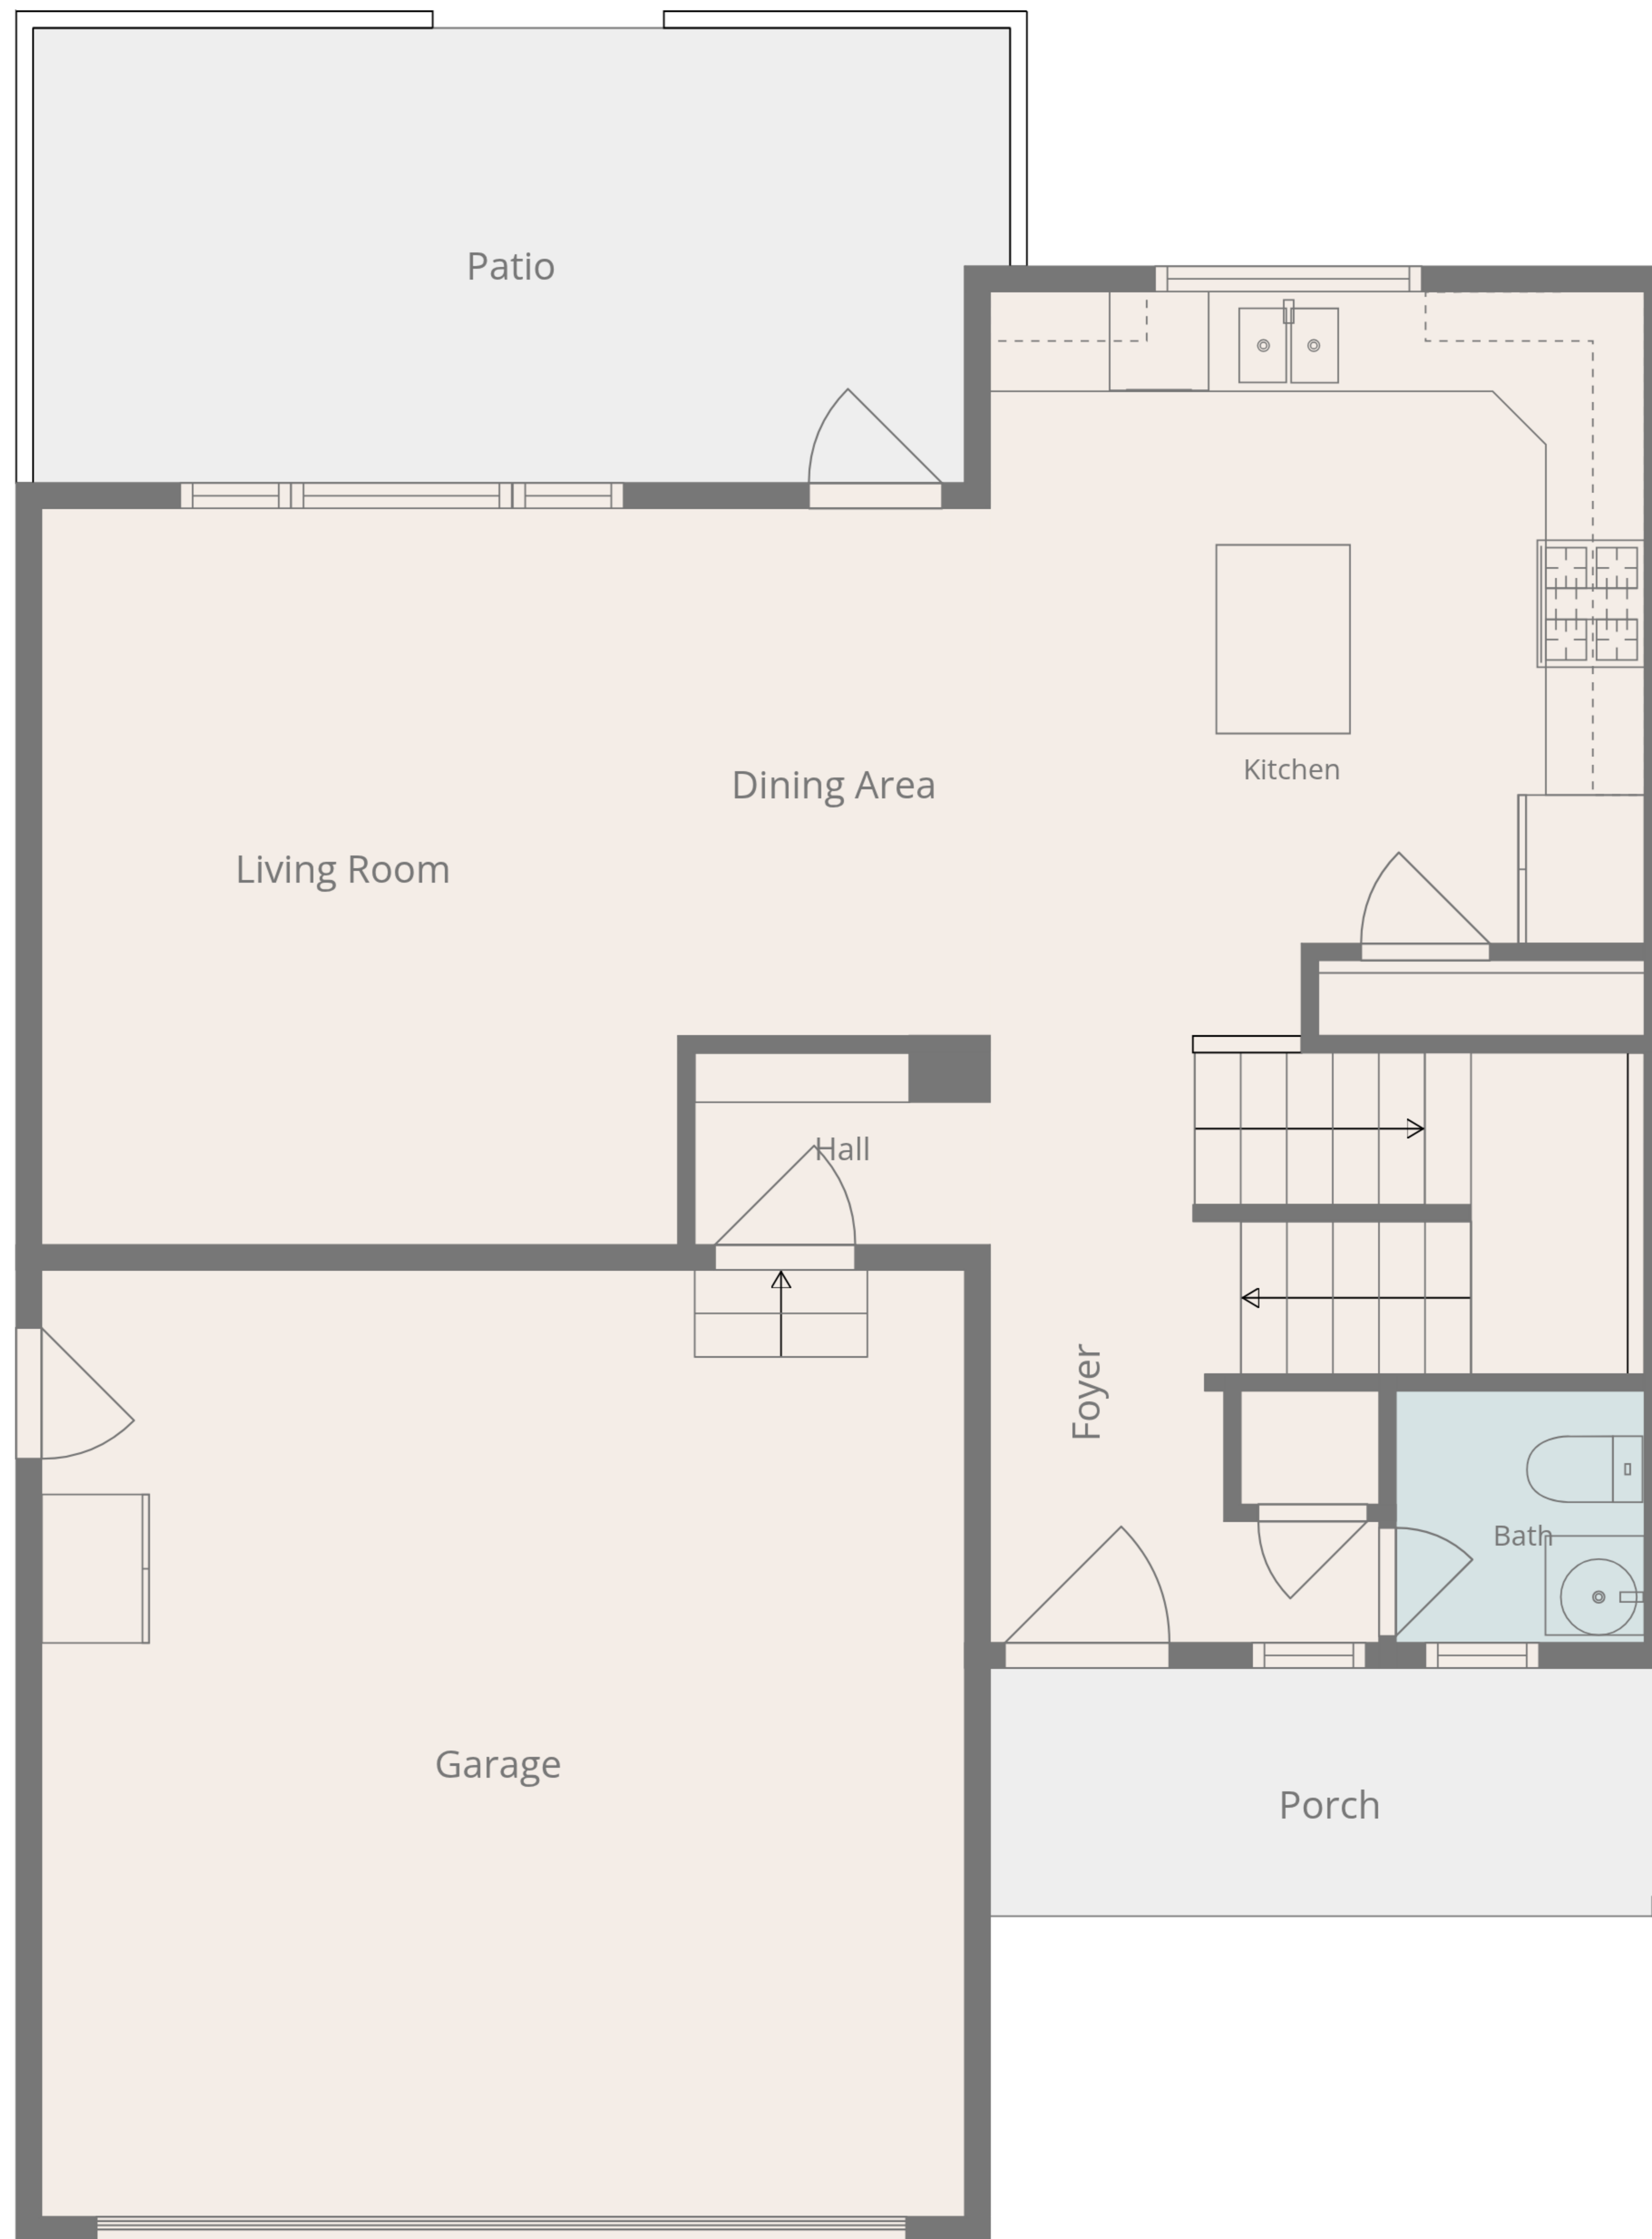 Patio
Kitchen
Dining Area
Living Room
Hall
Foyer
Bath
Garage
Porch